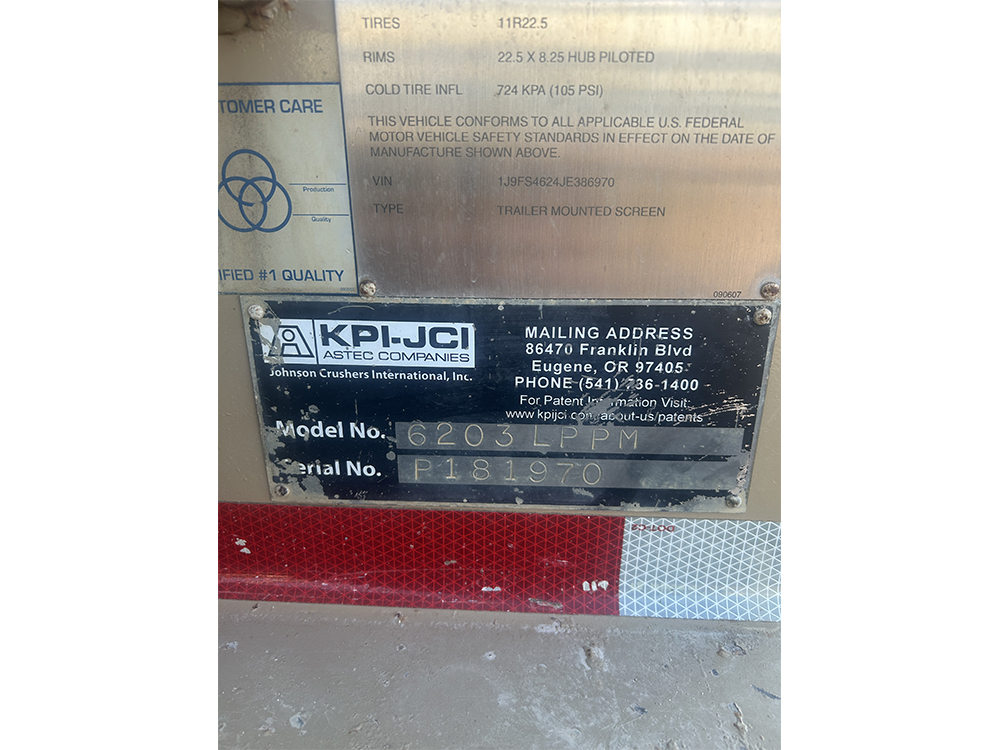 TIRES 11R22.5
RIMS 22.5 X 8.25 HUB PILOTED
COLD TIRE INFL 724 KPA (105 PSI)
THIS VEHICLE CONFORMS TO ALL APPLICABLE U.S. FEDERAL
MOTOR VEHICLE SAFETY STANDARDS IN EFFECT ON THE DATE OF
MANUFACTURE SHOWN ABOVE.
VIN 1J9FS4624JE386970
TYPE TRAILER MOUNTED SCREEN
090607
TOMER CARE
Production
Quality
IFIED #1 QUALITY
KPI-JCI
ASTEC COMPANIES
Johnson Crushers International, Inc.
MAILING ADDRESS
86470 Franklin Blvd
Eugene, OR 97405
PHONE (541) 736-1400
For Patent Information Visit:
www.kpijci.com/about-us/patents
Model No. 6203LPPM
Serial No. P181970